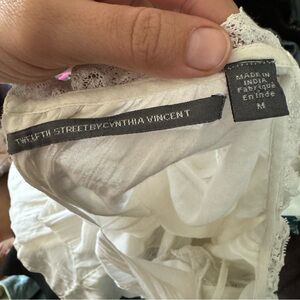 TWELFTH STREET BY CYNTHIA VINCENT
MADE IN
INDIA
Fabriqué
En Inde
M